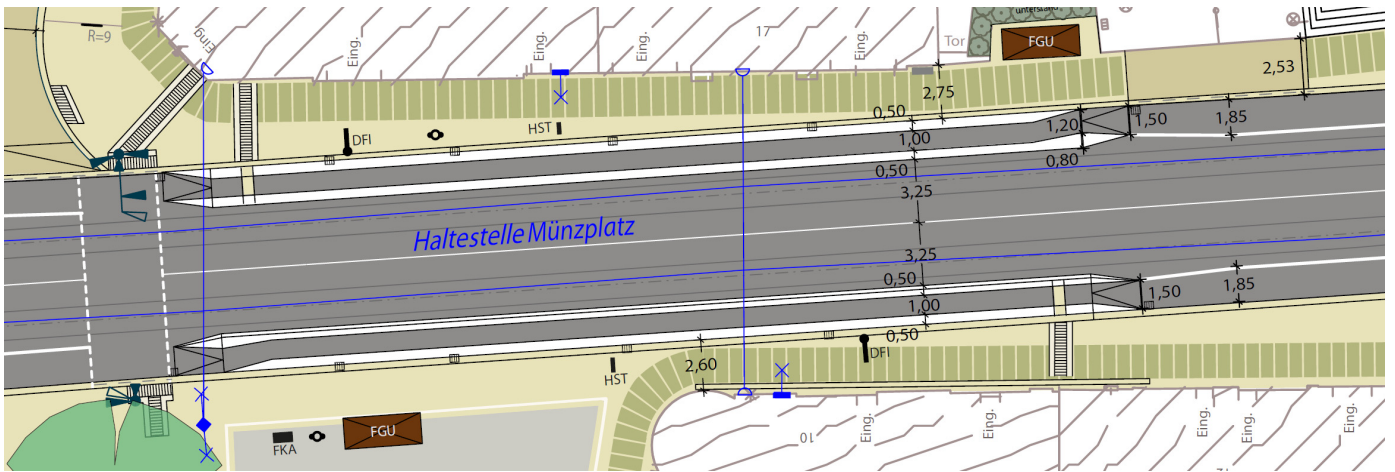 R=9
Eing
Eing.
Eing.
Eing.
17
Eing.
Tor
unterstand
FGU
2,53
2,75
DFI
HST
0,50
1,00
0,50
3,25
1,20
0,80
1,50
1,85
Haltestelle Münzplatz
3,25
0,50
1,00
0,50
1,50
1,85
DFI
HST
2,60
FKA
FGU
10
Eing.
Eing.
Eing.
Eing.
Eing.